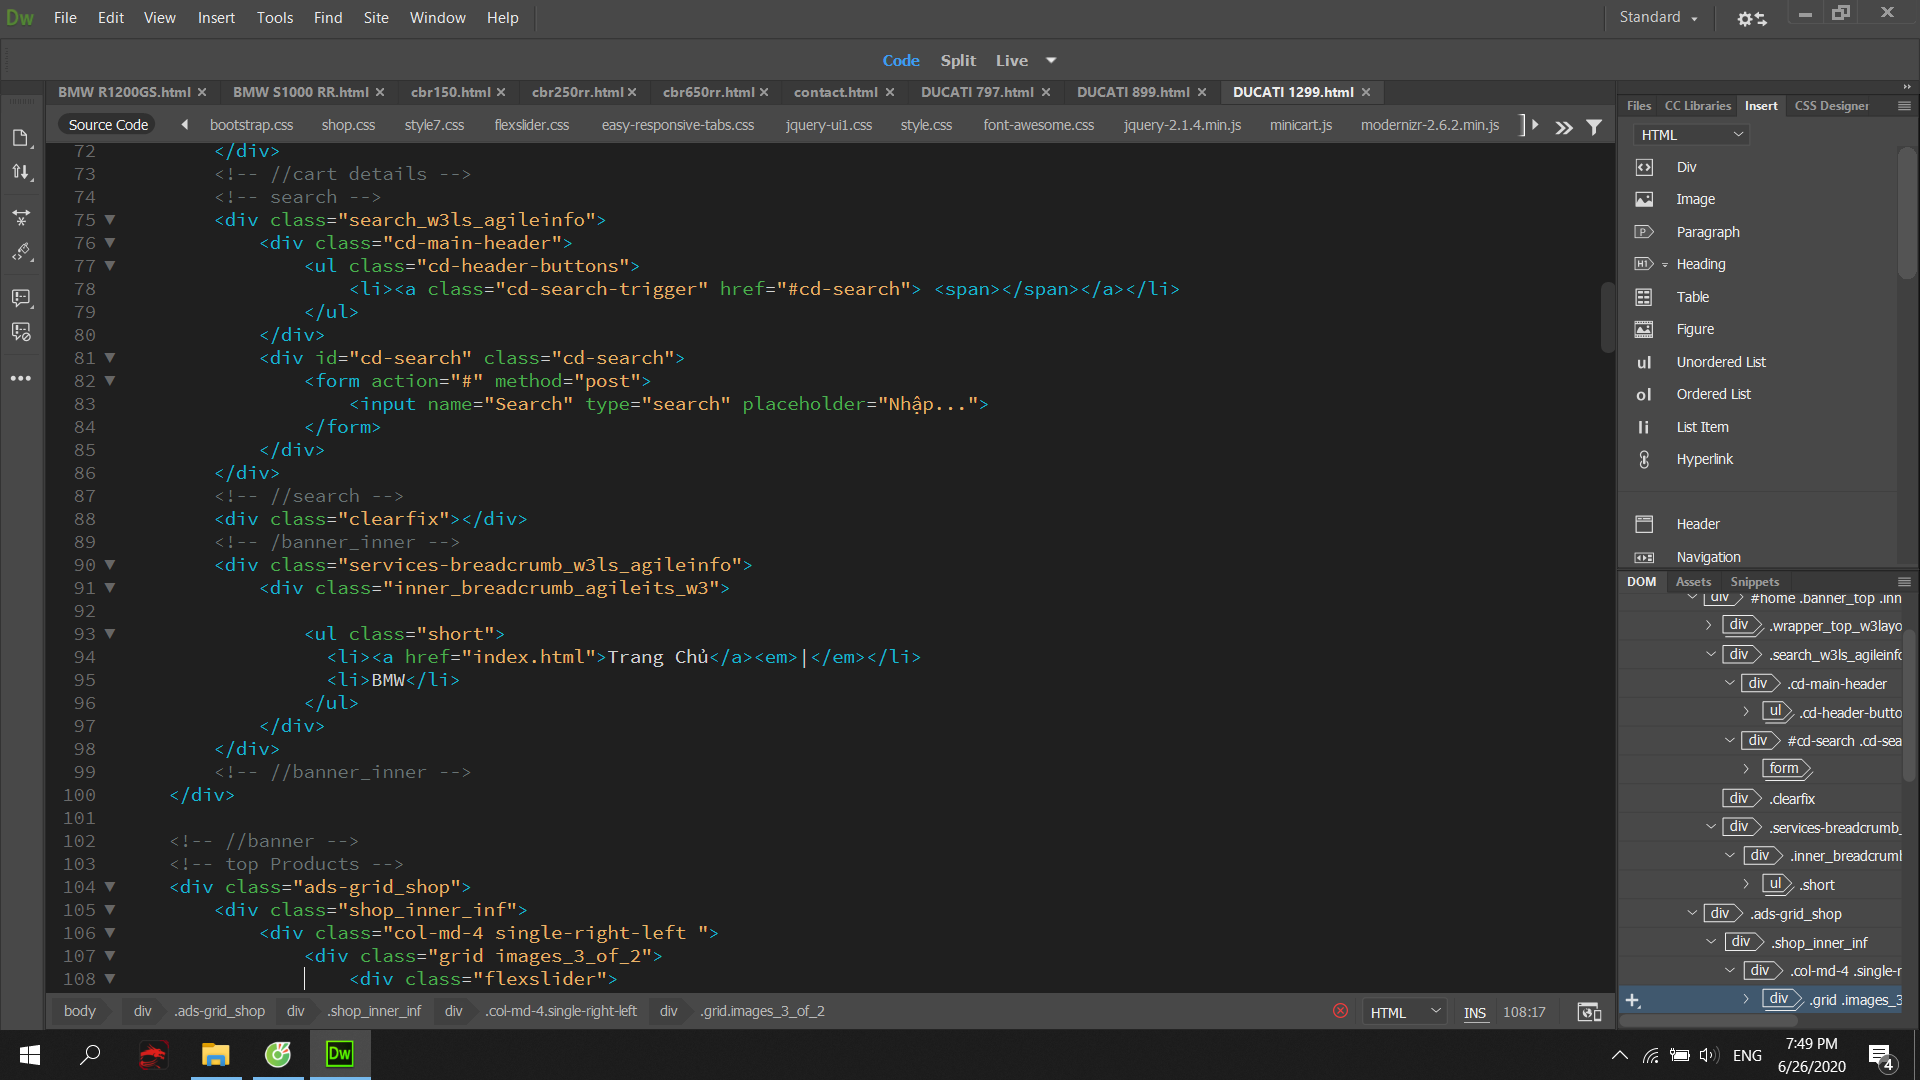 Dw File Edit View Insert Tools Find Site Window Help Standard
Code Split Live
BMW R1200GS.html BMW S1000 RR.html cbr150.html cbr250rr.html cbr650rr.html contact.html DUCATI 797.html DUCATI 899.html DUCATI 1299.html
Source Code bootstrap.css shop.css style7.css flexslider.css easy-responsive-tabs.css jquery-ui1.css style.css font-awesome.css jquery-2.1.4.min.js minicart.js modernizr-2.6.2.min.js
72 </div>
73 <!-- //cart details -->
74 <!-- search -->
75 <div class="search_w3ls_agileinfo">
76 <div class="cd-main-header">
77 <ul class="cd-header-buttons">
78 <li><a class="cd-search-trigger" href="#cd-search"> <span></span></a></li>
79 </ul>
80 </div>
81 <div id="cd-search" class="cd-search">
82 <form action="#" method="post">
83 <input name="Search" type="search" placeholder="Nhập...">
84 </form>
85 </div>
86 </div>
87 <!-- //search -->
88 <div class="clearfix"></div>
89 <!-- /banner_inner -->
90 <div class="services-breadcrumb_w3ls_agileinfo">
91 <div class="inner_breadcrumb_agileits_w3">
92
93 <ul class="short">
94 <li><a href="index.html">Trang Chủ</a><em>|</em></li>
95 <li>BMW</li>
96 </ul>
97 </div>
98 </div>
99 <!-- //banner_inner -->
100 </div>
101
102 <!-- //banner -->
103 <!-- top Products -->
104 <div class="ads-grid_shop">
105 <div class="shop_inner_inf">
106 <div class="col-md-4 single-right-left ">
107 <div class="grid images_3_of_2">
108 <div class="flexslider">
body div .ads-grid_shop div .shop_inner_inf div .col-md-4.single-right-left div .grid.images_3_of_2 HTML INS 108:17
Files CC Libraries Insert CSS Designer
HTML
Div
Image
Paragraph
Heading
Table
Figure
ul Unordered List
ol Ordered List
li List Item
Hyperlink
Header
Navigation
DOM Assets Snippets
div #home .banner_top .inn
div .wrapper_top_w3layo
div .search_w3ls_agileinfo
div .cd-main-header
ul .cd-header-butto
div #cd-search .cd-sea
form
div .clearfix
div .services-breadcrumb_
div .inner_breadcrumb
ul .short
div .ads-grid_shop
div .shop_inner_inf
div .col-md-4 .single-r
div .grid .images_3
Dw ENG 7:49 PM
6/26/2020 4